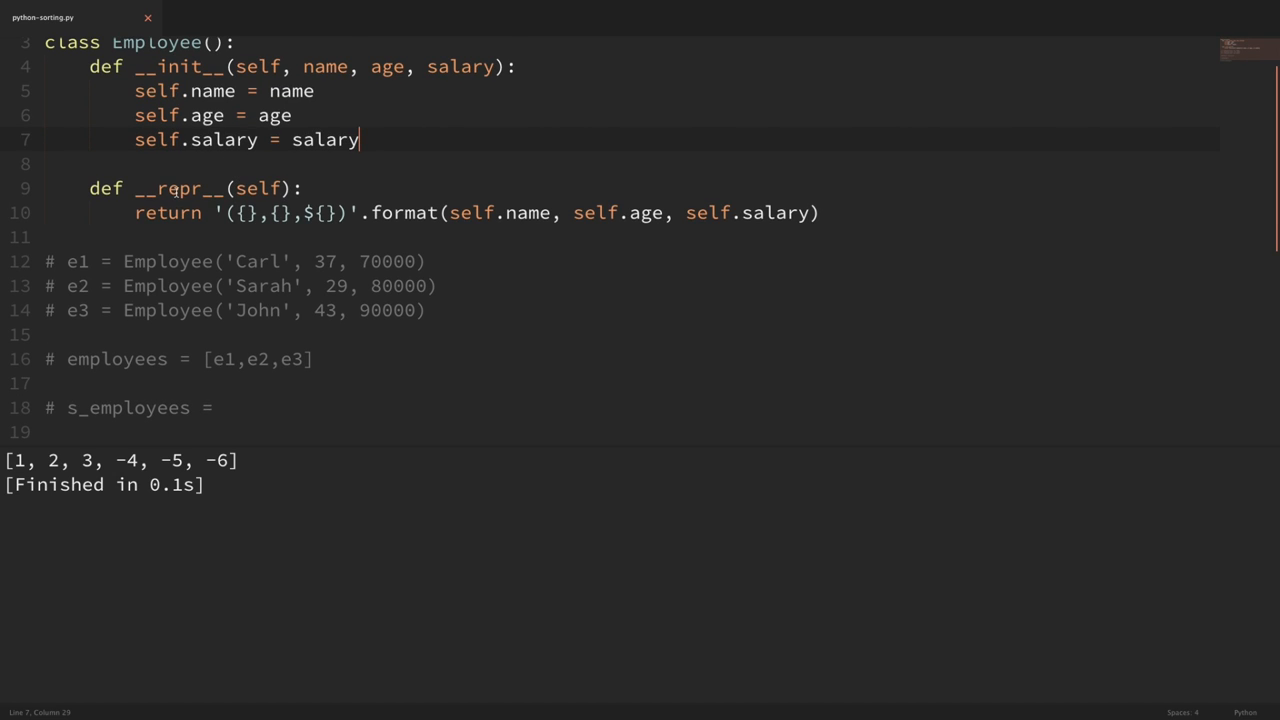 python-sorting.py ×
3 class Employee():
4     def __init__(self, name, age, salary):
5         self.name = name
6         self.age = age
7         self.salary = salary
8
9     def __repr__(self):
10         return '({},{},${})'.format(self.name, self.age, self.salary)
11
12 # e1 = Employee('Carl', 37, 70000)
13 # e2 = Employee('Sarah', 29, 80000)
14 # e3 = Employee('John', 43, 90000)
15
16 # employees = [e1,e2,e3]
17
18 # s_employees =
19
[1, 2, 3, -4, -5, -6]
[Finished in 0.1s]
Line 7, Column 29 Spaces: 4 Python